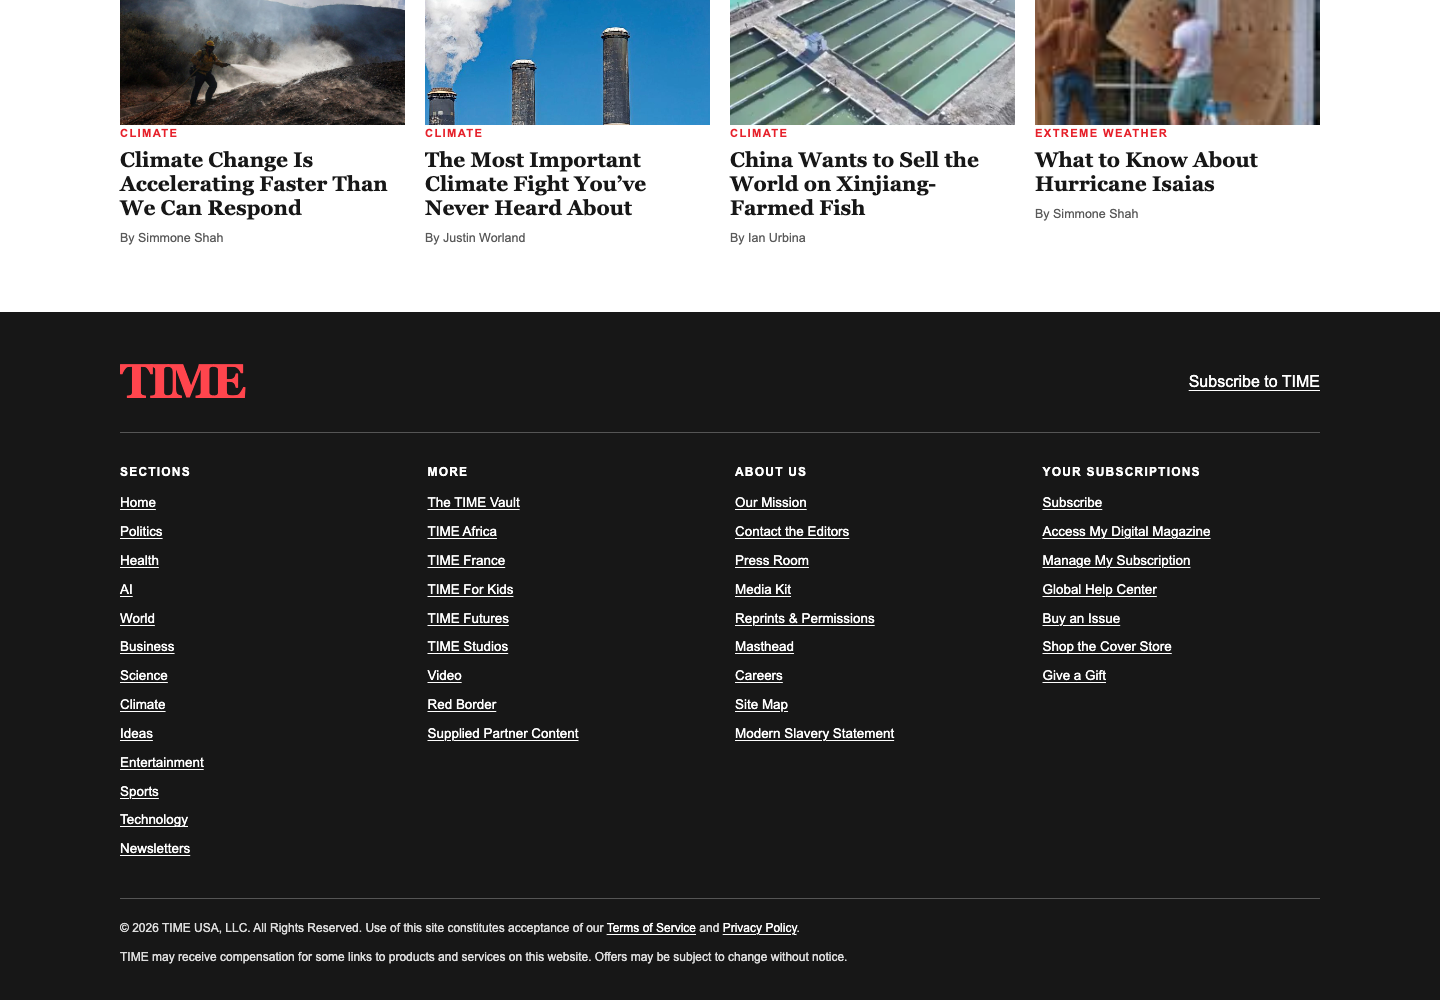 CLIMATE
Climate Change Is
Accelerating Faster Than
We Can Respond
By Simmone Shah
CLIMATE
The Most Important
Climate Fight You’ve
Never Heard About
By Justin Worland
CLIMATE
China Wants to Sell the
World on Xinjiang-
Farmed Fish
By Ian Urbina
EXTREME WEATHER
What to Know About
Hurricane Isaias
By Simmone Shah
TIME
Subscribe to TIME
SECTIONS
Home
Politics
Health
AI
World
Business
Science
Climate
Ideas
Entertainment
Sports
Technology
Newsletters
MORE
The TIME Vault
TIME Africa
TIME France
TIME For Kids
TIME Futures
TIME Studios
Video
Red Border
Supplied Partner Content
ABOUT US
Our Mission
Contact the Editors
Press Room
Media Kit
Reprints & Permissions
Masthead
Careers
Site Map
Modern Slavery Statement
YOUR SUBSCRIPTIONS
Subscribe
Access My Digital Magazine
Manage My Subscription
Global Help Center
Buy an Issue
Shop the Cover Store
Give a Gift
© 2026 TIME USA, LLC. All Rights Reserved. Use of this site constitutes acceptance of our Terms of Service and Privacy Policy.
TIME may receive compensation for some links to products and services on this website. Offers may be subject to change without notice.